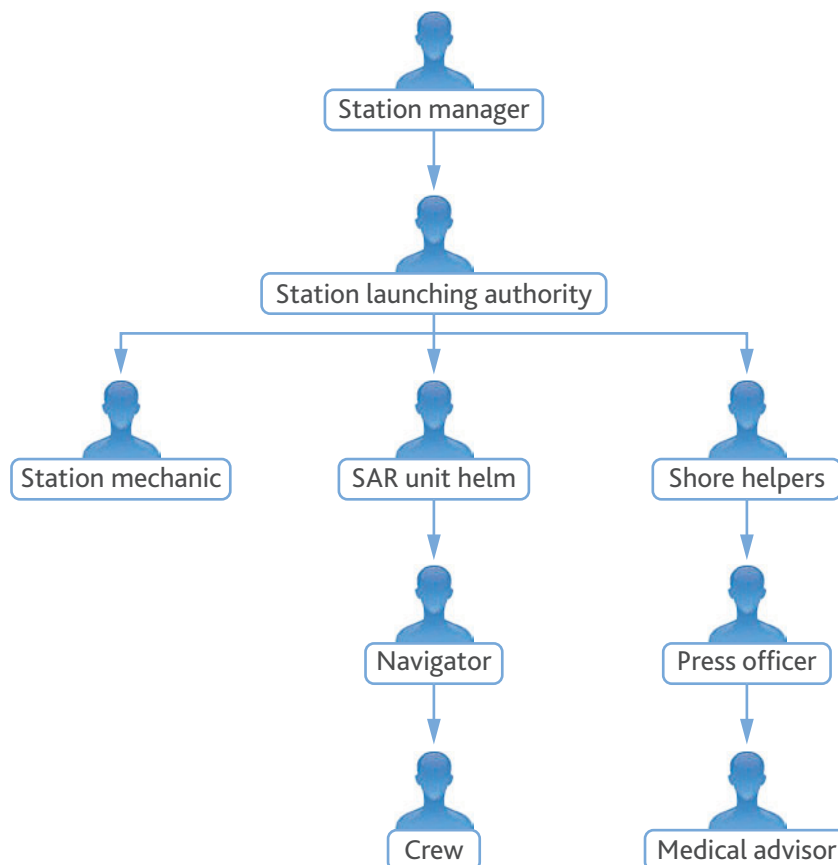 Station manager
Station launching authority
Station mechanic
SAR unit helm
Shore helpers
Navigator
Press officer
Crew
Medical advisor